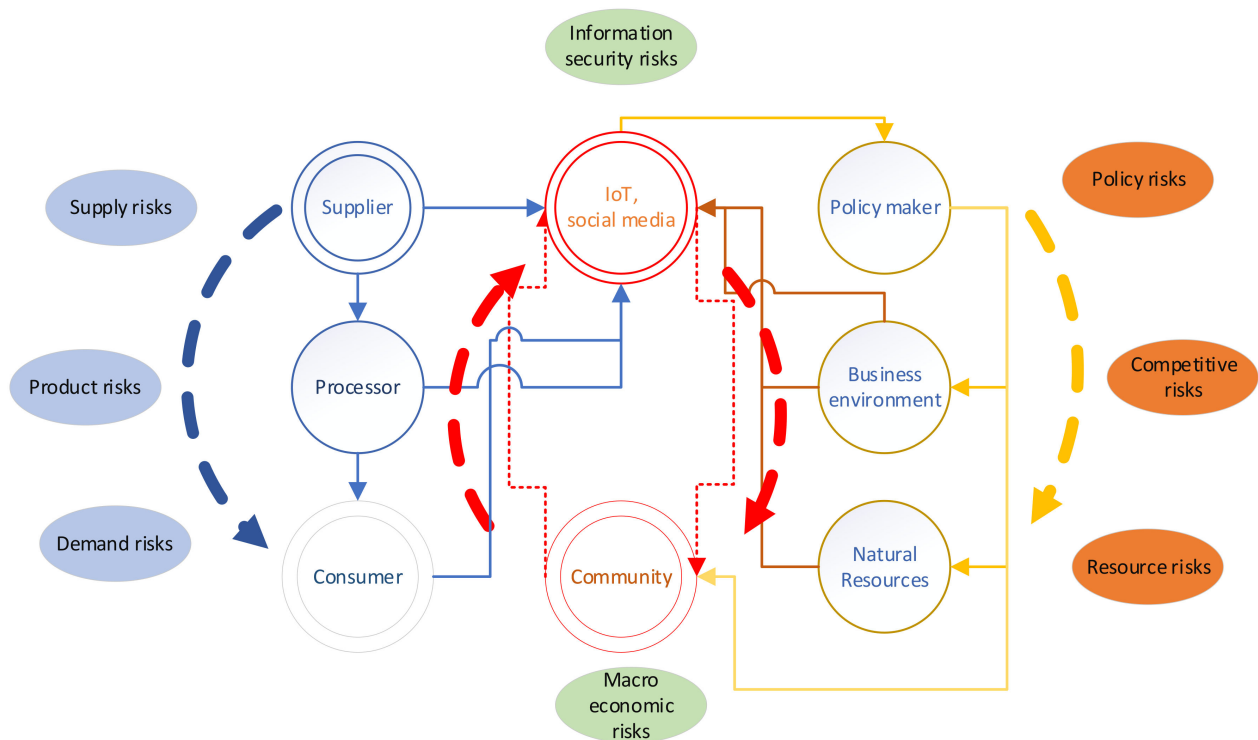 Information
security risks
Supply risks
Supplier
IoT,
social media
Policy maker
Policy risks
Product risks
Processor
Business
environment
Competitive
risks
Demand risks
Consumer
Community
Natural
Resources
Resource risks
Macro
economic
risks